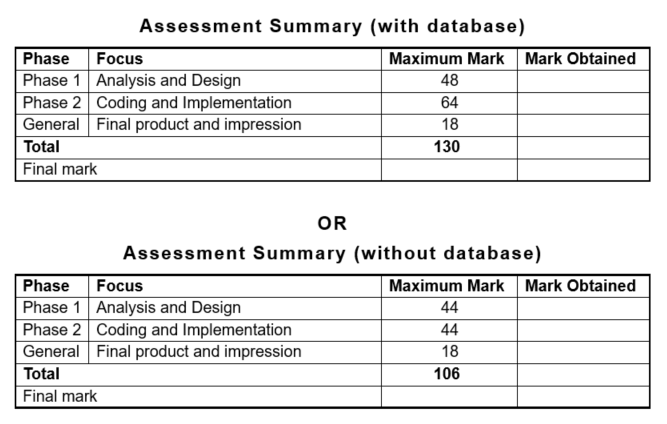 Assessment Summary (with database)
Phase Focus Maximum Mark Mark Obtained
Phase 1 Analysis and Design 48
Phase 2 Coding and Implementation 64
General Final product and impression 18
Total 130
Final mark
OR
Assessment Summary (without database)
Phase Focus Maximum Mark Mark Obtained
Phase 1 Analysis and Design 44
Phase 2 Coding and Implementation 44
General Final product and impression 18
Total 106
Final mark